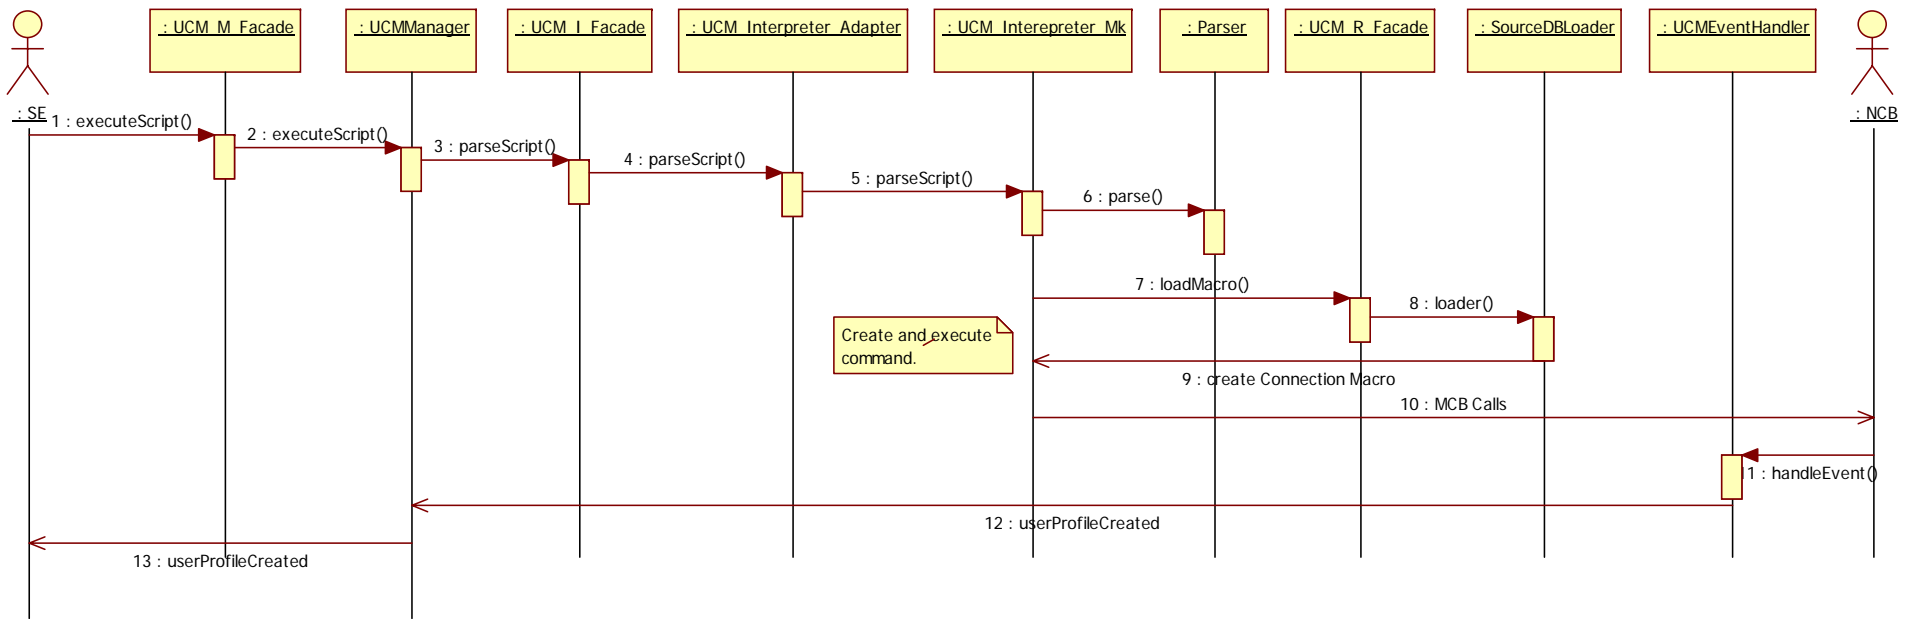 : UCM_M_Facade
: UCMManager
: UCM_I_Facade
: UCM_Interpreter_Adapter
: UCM_Interepreter_Mk
: Parser
: UCM_R_Facade
: SourceDBLoader
: UCMEventHandler
: SE
: NCB
1 : executeScript()
2 : executeScript()
3 : parseScript()
4 : parseScript()
5 : parseScript()
6 : parse()
7 : loadMacro()
8 : loader()
Create and execute
command.
9 : create Connection Macro
10 : MCB Calls
11 : handleEvent()
12 : userProfileCreated
13 : userProfileCreated